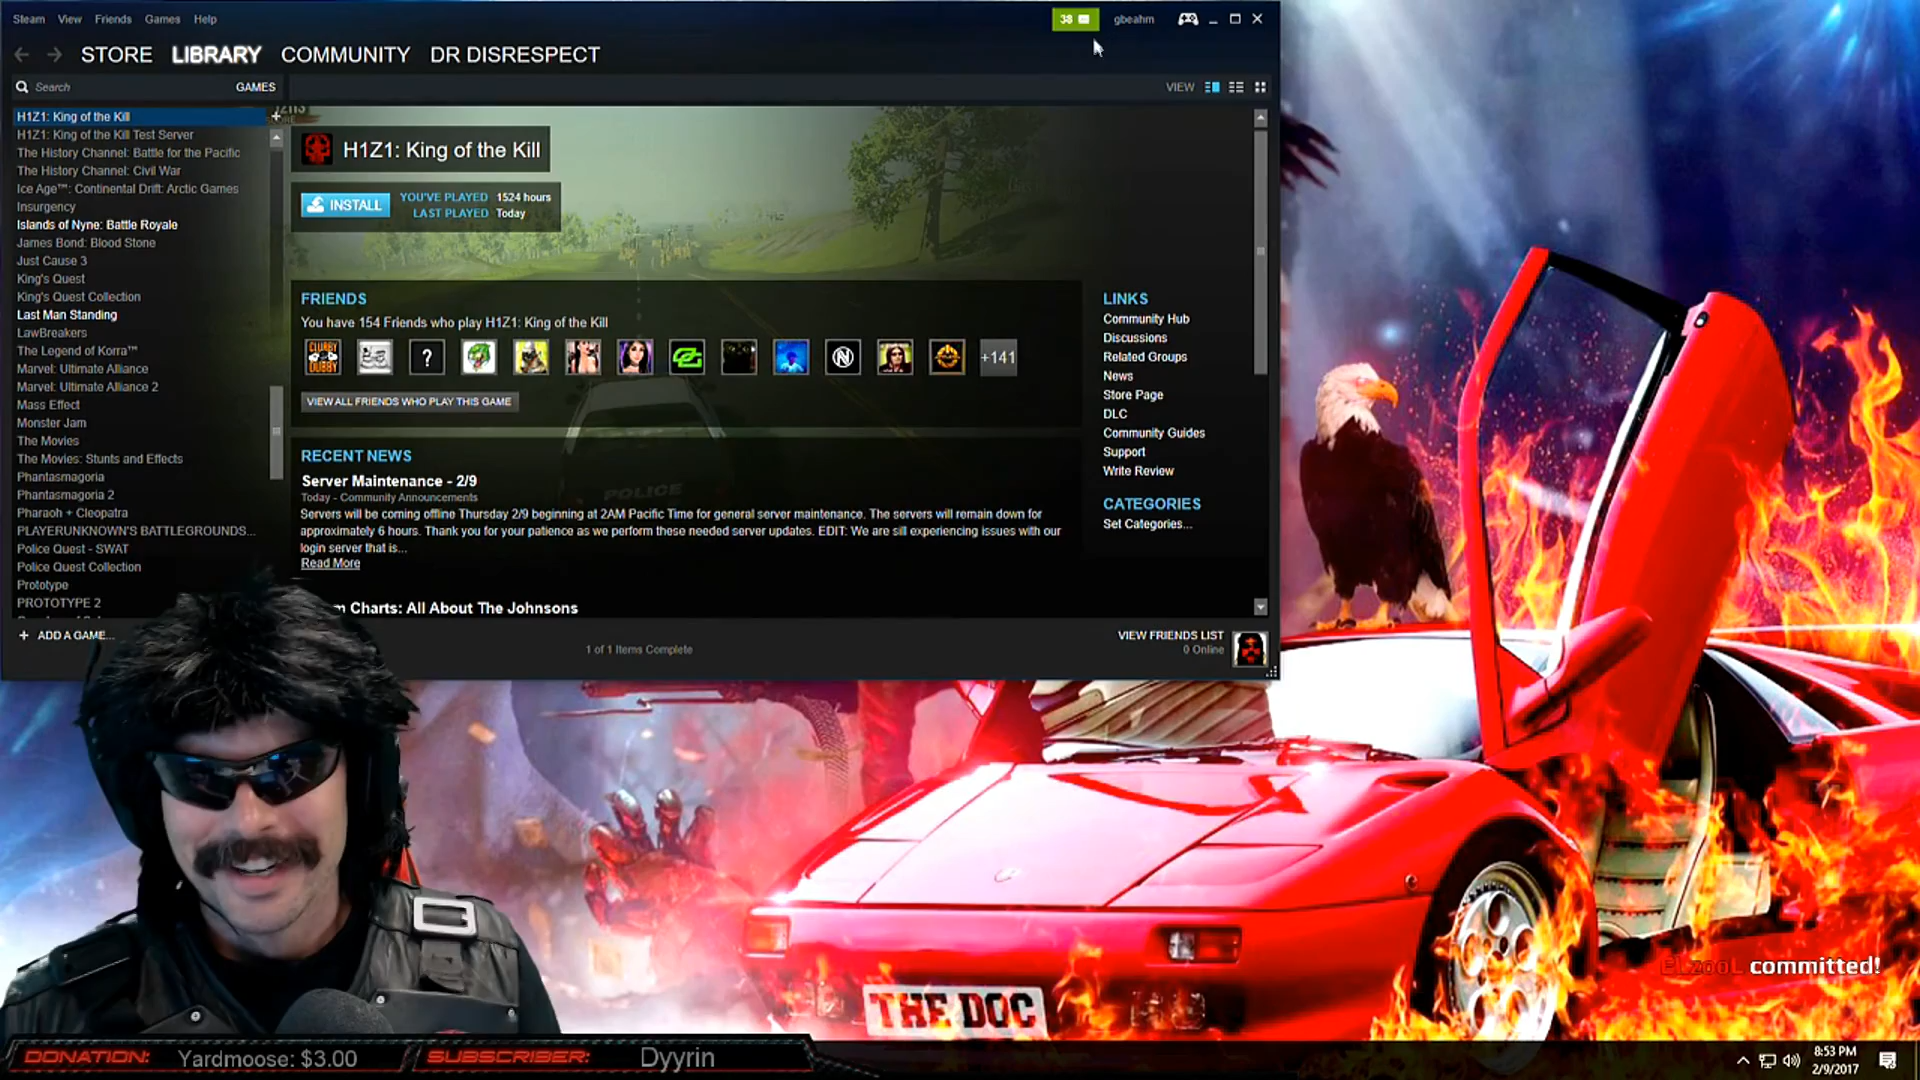 Steam View Friends Games Help
38
gbeahm
STORE LIBRARY COMMUNITY DR DISRESPECT
Search GAMES
VIEW
H1Z1: King of the Kill
H1Z1: King of the Kill Test Server
The History Channel: Battle for the Pacific
The History Channel: Civil War
Ice Age™: Continental Drift: Arctic Games
Insurgency
Islands of Nyne: Battle Royale
James Bond: Blood Stone
Just Cause 3
King's Quest
King's Quest Collection
Last Man Standing
LawBreakers
The Legend of Korra™
Marvel: Ultimate Alliance
Marvel: Ultimate Alliance 2
Mass Effect
Monster Jam
The Movies
The Movies: Stunts and Effects
Phantasmagoria
Phantasmagoria 2
Pharaoh + Cleopatra
PLAYERUNKNOWN'S BATTLEGROUNDS...
Police Quest - SWAT
Police Quest Collection
Prototype
PROTOTYPE 2
+ ADD A GAME...
H1Z1: King of the Kill
INSTALL
YOU'VE PLAYED 1524 hours
LAST PLAYED Today
FRIENDS
You have 154 Friends who play H1Z1: King of the Kill
CLUBBY
DUBBY
?
+141
VIEW ALL FRIENDS WHO PLAY THIS GAME
RECENT NEWS
Server Maintenance - 2/9
Today - Community Announcements
Servers will be coming offline Thursday 2/9 beginning at 2AM Pacific Time for general server maintenance. The servers will remain down for
approximately 6 hours. Thank you for your patience as we perform these needed server updates. EDIT: We are sill experiencing issues with our
login server that is...
Read More
POLICE
Charts: All About The Johnsons
LINKS
Community Hub
Discussions
Related Groups
News
Store Page
DLC
Community Guides
Support
Write Review
CATEGORIES
Set Categories...
1 of 1 Items Complete
VIEW FRIENDS LIST
0 Online
ELzooL committed!
THE DOC
DONATION: Yardmoose: $3.00
SUBSCRIBER: Dyyrin
8:53 PM
2/9/2017